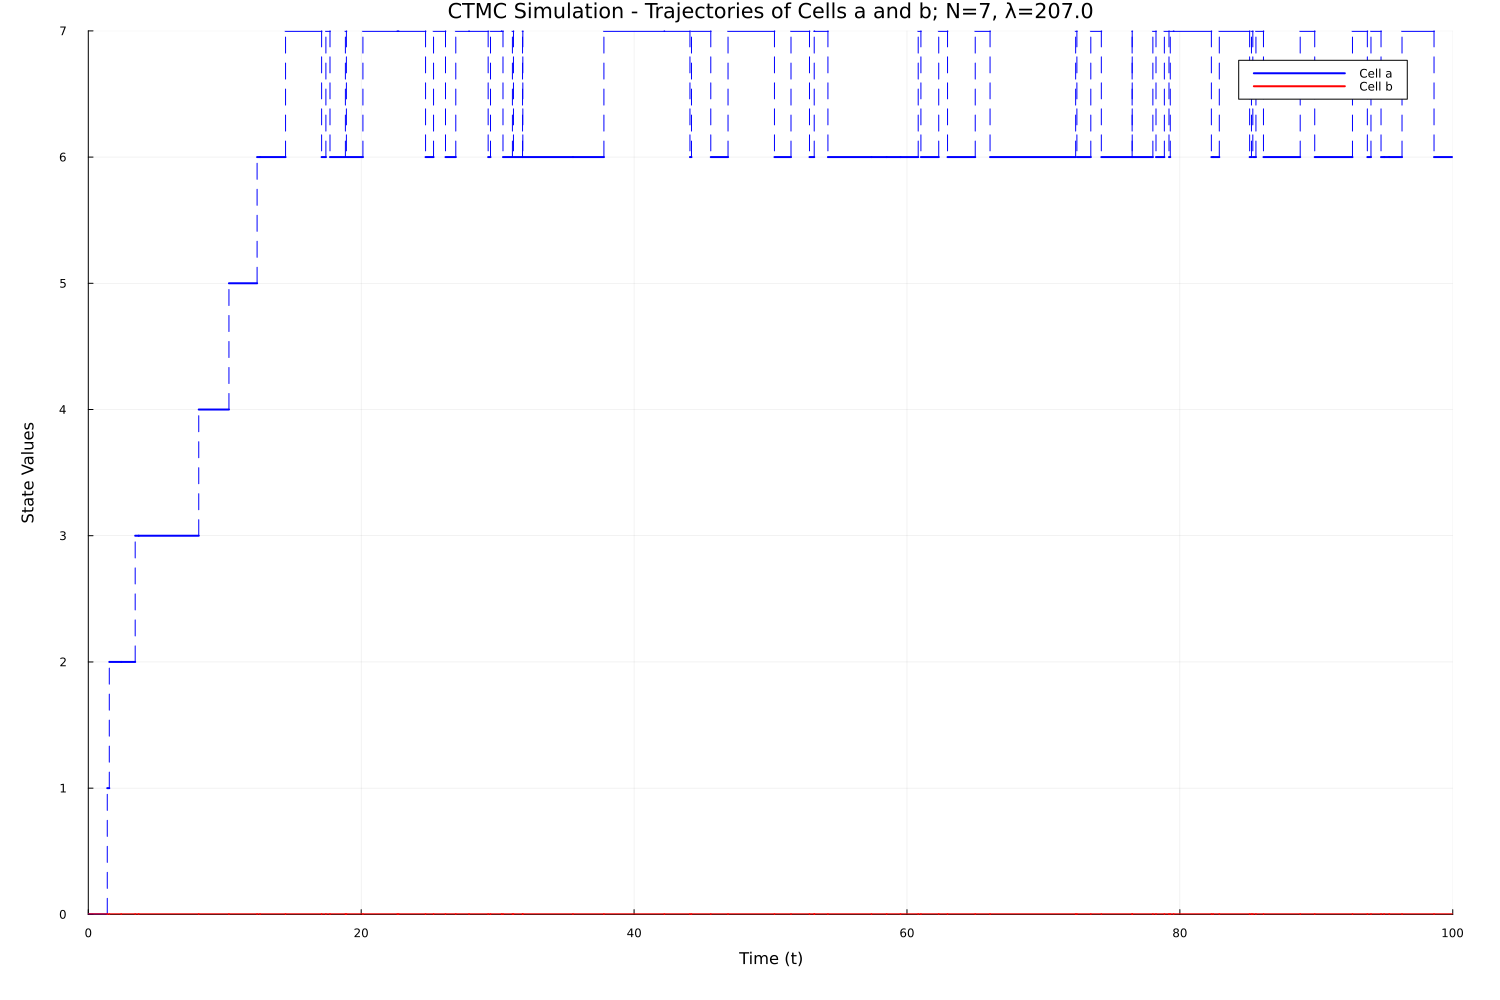 CTMC Simulation - Trajectories of Cells a and b; N=7, λ=207.0
7
Cell a
Cell b
6
5
4
3
2
1
0
State Values
0 20 40 60 80 100
Time (t)